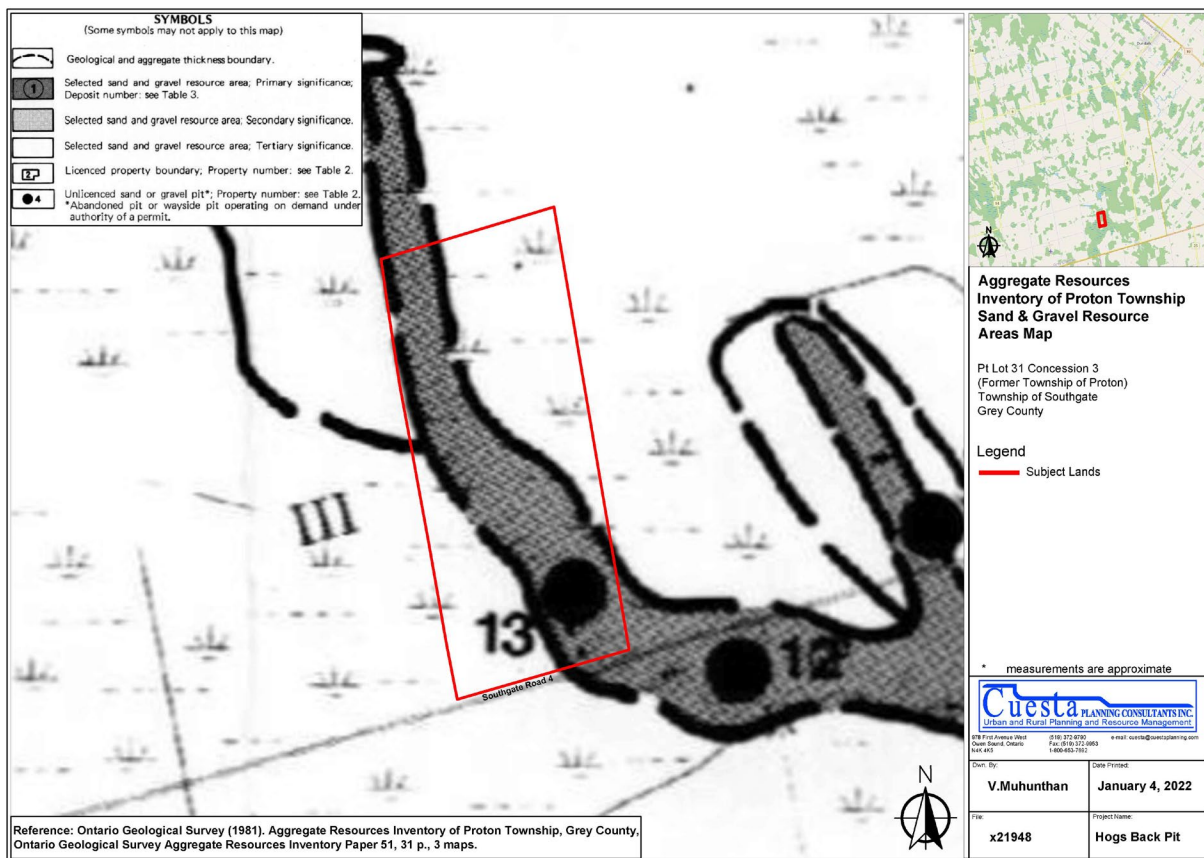 SYMBOLS
(Some symbols may not apply to this map)
Geological and aggregate thickness boundary.
1
Selected sand and gravel resource area; Primary significance;
Deposit number: see Table 3.
Selected sand and gravel resource area; Secondary significance.
Selected sand and gravel resource area; Tertiary significance.
2
Licenced property boundary; Property number: see Table 2.
4
Unlicenced sand or gravel pit*; Property number: see Table 2.
*Abandoned pit or wayside pit operating on demand under
authority of a permit.
III
13
12
Southgate Road 4
N
Reference: Ontario Geological Survey (1981). Aggregate Resources Inventory of Proton Township, Grey County,
Ontario Geological Survey Aggregate Resources Inventory Paper 51, 31 p., 3 maps.
N
Aggregate Resources
Inventory of Proton Township
Sand & Gravel Resource
Areas Map
Pt Lot 31 Concession 3
(Former Township of Proton)
Township of Southgate
Grey County
Legend
Subject Lands
* measurements are approximate
Cuesta PLANNING CONSULTANTS INC.
Urban and Rural Planning and Resource Management
978 First Avenue West
Owen Sound, Ontario
N4K 4K5
(519) 372-9790
Fax: (519) 372-9953
e-mail: cuesta@cuestaplanning.com
Dwn. By:
V.Muhunthan
Date Printed:
January 4, 2022
File:
x21948
Project Name:
Hogs Back Pit